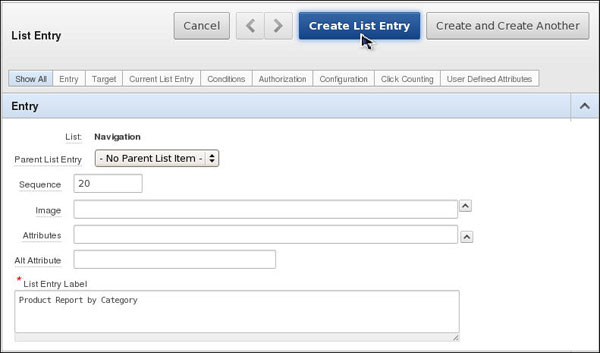 List Entry
Cancel
Create List Entry
Create and Create Another
Show All Entry Target Current List Entry Conditions Authorization Configuration Click Counting User Defined Attributes
Entry
List: Navigation
Parent List Entry - No Parent List Item -
Sequence 20
Image
Attributes
Alt Attribute
* List Entry Label
Product Report by Category